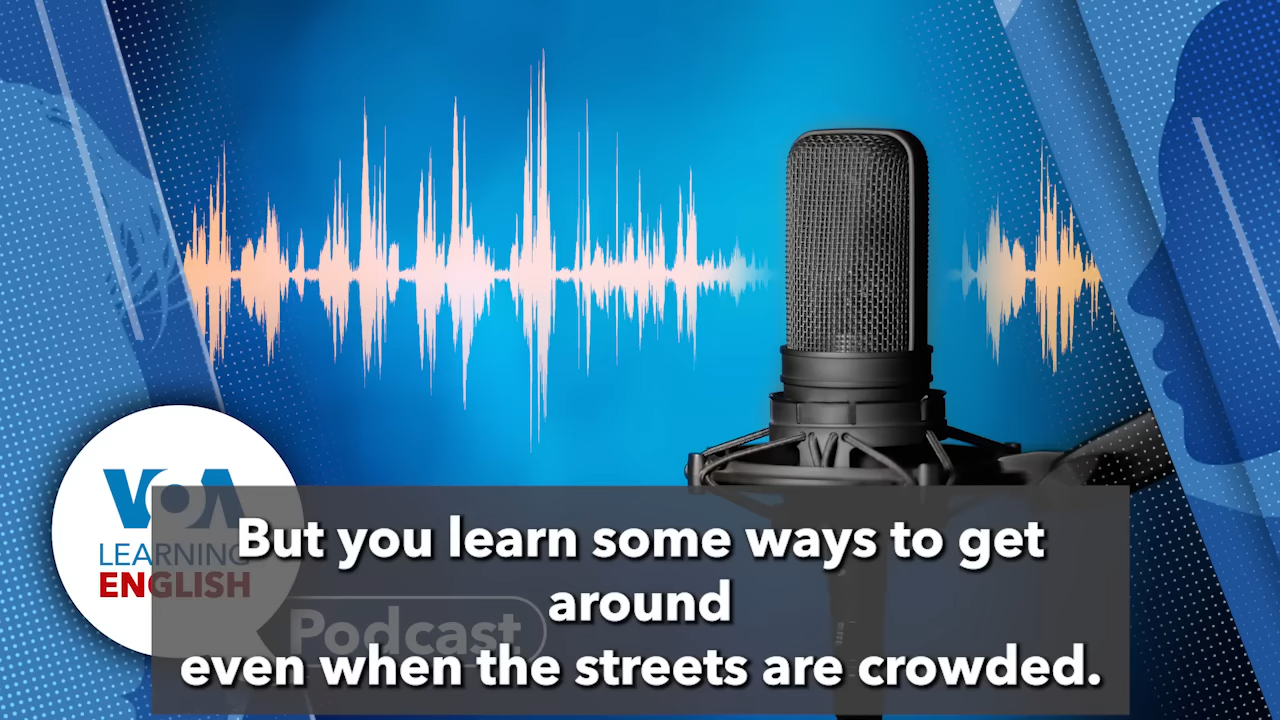 VOA
LEARNING
ENGLISH
Podcast
But you learn some ways to get
around
even when the streets are crowded.